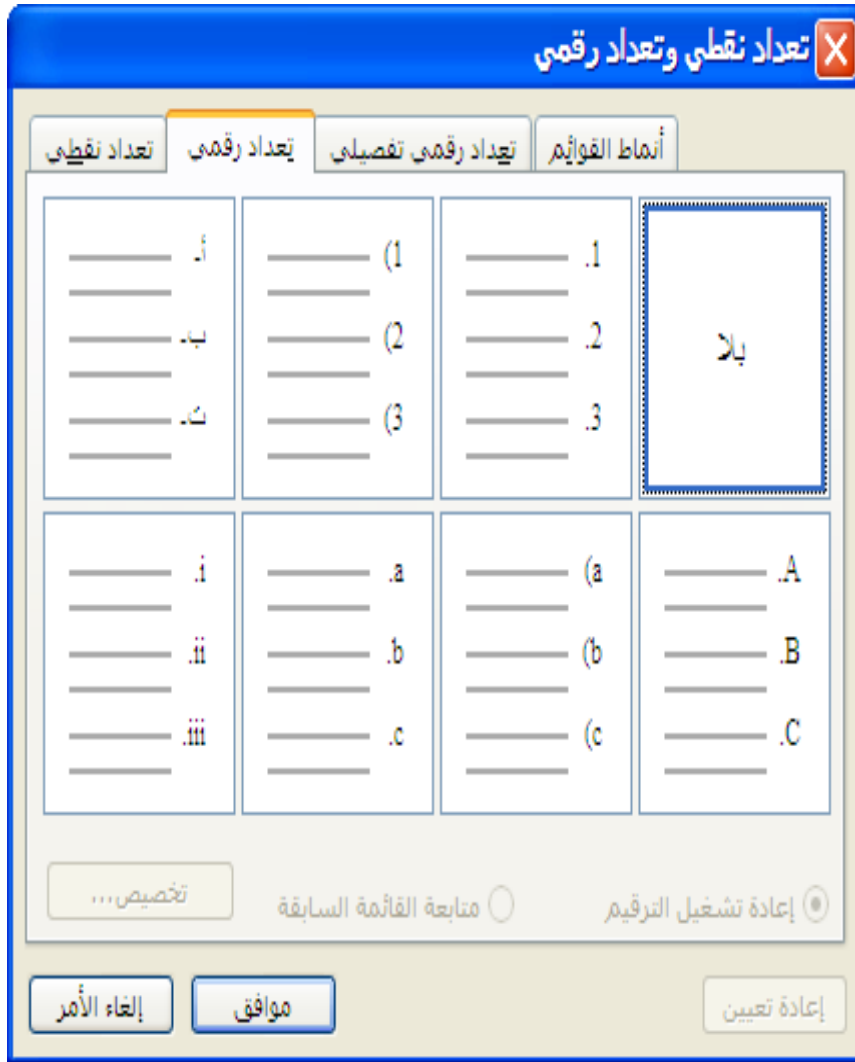 تعداد نقطي وتعداد رقمي
أنماط القوائم تعداد رقمي تفصيلي تعداد رقمي تعداد نقطي
بلا
1.
2.
3.
1)
2)
3)
أ-
ب-
ت-
A.
B.
C.
a)
b)
c)
a.
b.
c.
i.
ii.
iii.
إعادة تشغيل الترقيم متابعة القائمة السابقة تخصيص...
إعادة تعيين موافق إلغاء الأمر